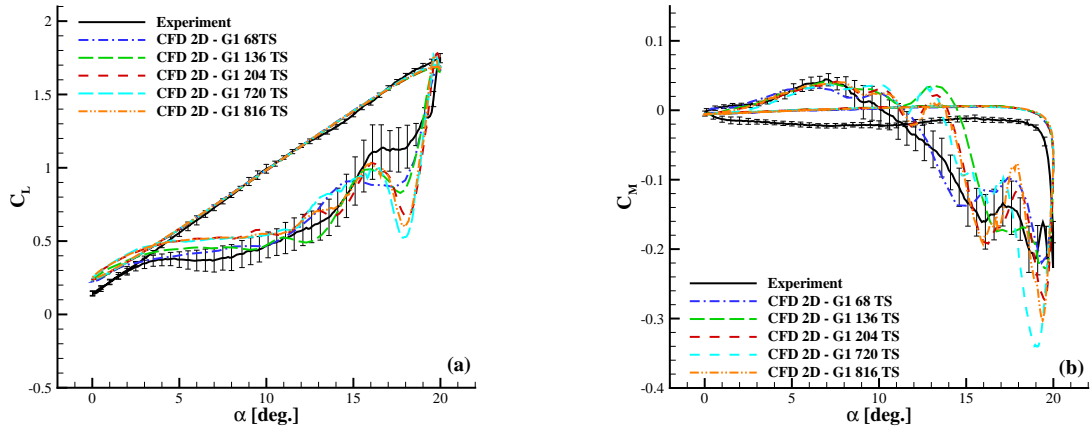 2
1.5
1
0.5
0
-0.5
C_L
Experiment
CFD 2D - G1 68TS
CFD 2D - G1 136 TS
CFD 2D - G1 204 TS
CFD 2D - G1 720 TS
CFD 2D - G1 816 TS
(a)
0 5 10 15 20
α [deg.]
0.1
0
-0.1
-0.2
-0.3
-0.4
C_M
Experiment
CFD 2D - G1 68 TS
CFD 2D - G1 136 TS
CFD 2D - G1 204 TS
CFD 2D - G1 720 TS
CFD 2D - G1 816 TS
(b)
0 5 10 15 20
α [deg.]